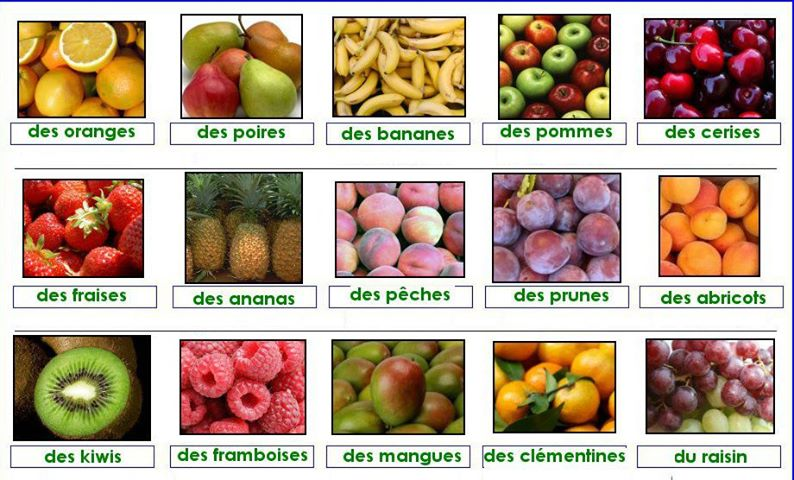 des oranges
des poires
des bananes
des pommes
des cerises
des fraises
des ananas
des pêches
des prunes
des abricots
des kiwis
des framboises
des mangues
des clémentines
du raisin